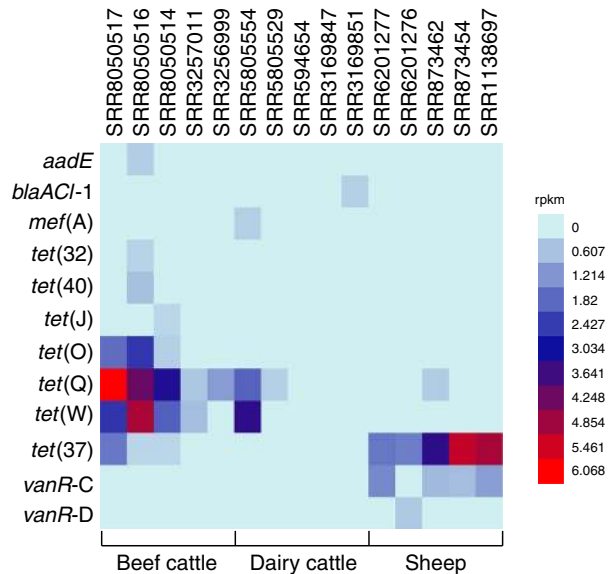 SRR8050517
SRR8050516
SRR8050514
SRR3257011
SRR3256999
SRR5805554
SRR5805529
SRR594654
SRR3169847
SRR3169851
SRR6201277
SRR6201276
SRR873462
SRR873454
SRR1138697
aadE
blaACI-1
mef(A)
tet(32)
tet(40)
tet(J)
tet(O)
tet(Q)
tet(W)
tet(37)
vanR-C
vanR-D
Beef cattle
Dairy cattle
Sheep
rpkm
0
0.607
1.214
1.82
2.427
3.034
3.641
4.248
4.854
5.461
6.068